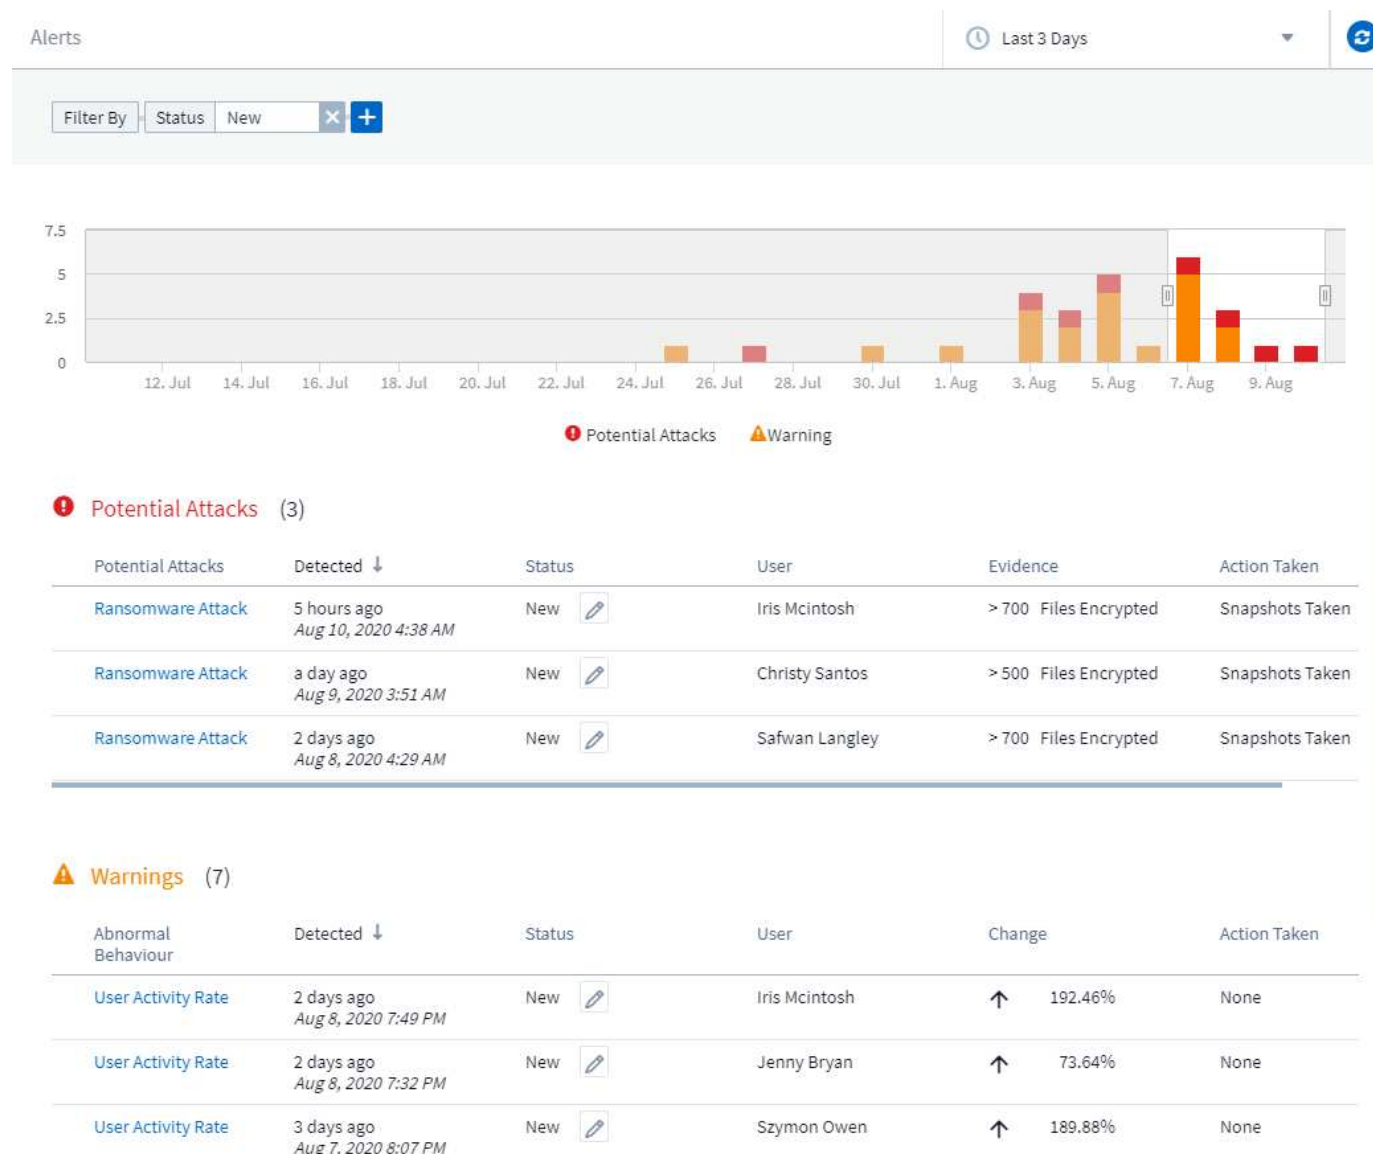 Alerts
Last 3 Days
Filter By Status New
7.5
5
2.5
0
12. Jul 14. Jul 16. Jul 18. Jul 20. Jul 22. Jul 24. Jul 26. Jul 28. Jul 30. Jul 1. Aug 3. Aug 5. Aug 7. Aug 9. Aug
Potential Attacks Warning
Potential Attacks (3)
Potential Attacks Detected Status User Evidence Action Taken
Ransomware Attack 5 hours ago New Iris Mcintosh > 700 Files Encrypted Snapshots Taken
Aug 10, 2020 4:38 AM
Ransomware Attack a day ago New Christy Santos > 500 Files Encrypted Snapshots Taken
Aug 9, 2020 3:51 AM
Ransomware Attack 2 days ago New Safwan Langley > 700 Files Encrypted Snapshots Taken
Aug 8, 2020 4:29 AM
Warnings (7)
Abnormal Detected Status User Change Action Taken
Behaviour
User Activity Rate 2 days ago New Iris Mcintosh 192.46% None
Aug 8, 2020 7:49 PM
User Activity Rate 2 days ago New Jenny Bryan 73.64% None
Aug 8, 2020 7:32 PM
User Activity Rate 3 days ago New Szymon Owen 189.88% None
Aug 7, 2020 8:07 PM